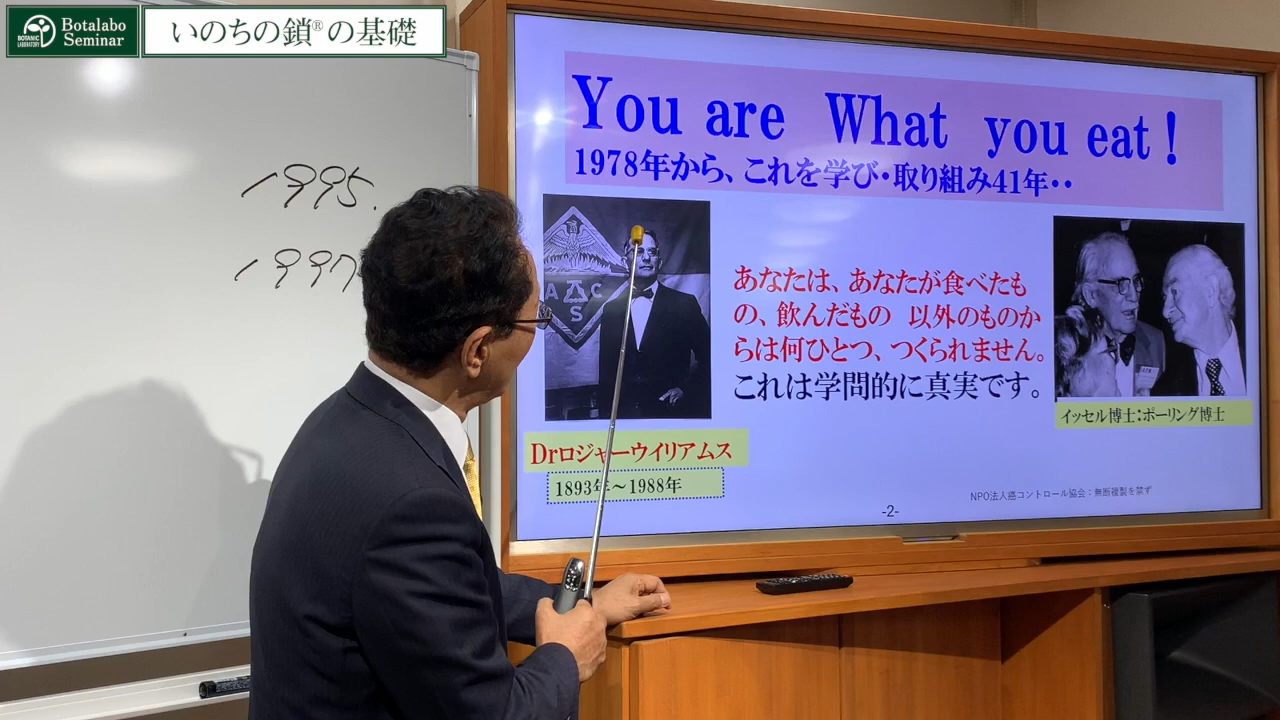 BOTANIC
LABORATORY
Botalabo
Seminar
いのちの鎖®の基礎
1995.
1997
You are What you eat!
1978年から、これを学び・取り組み41年・・
A C
S
あなたは、あなたが食べたも
の、飲んだもの 以外のものか
らは何ひとつ、つくられません。
これは学問的に真実です。
イッセル博士:ポーリング博士
Drロジャーウイリアムス
1893年～1988年
NPO法人癌コントロール協会：無断複製を禁ず
-2-